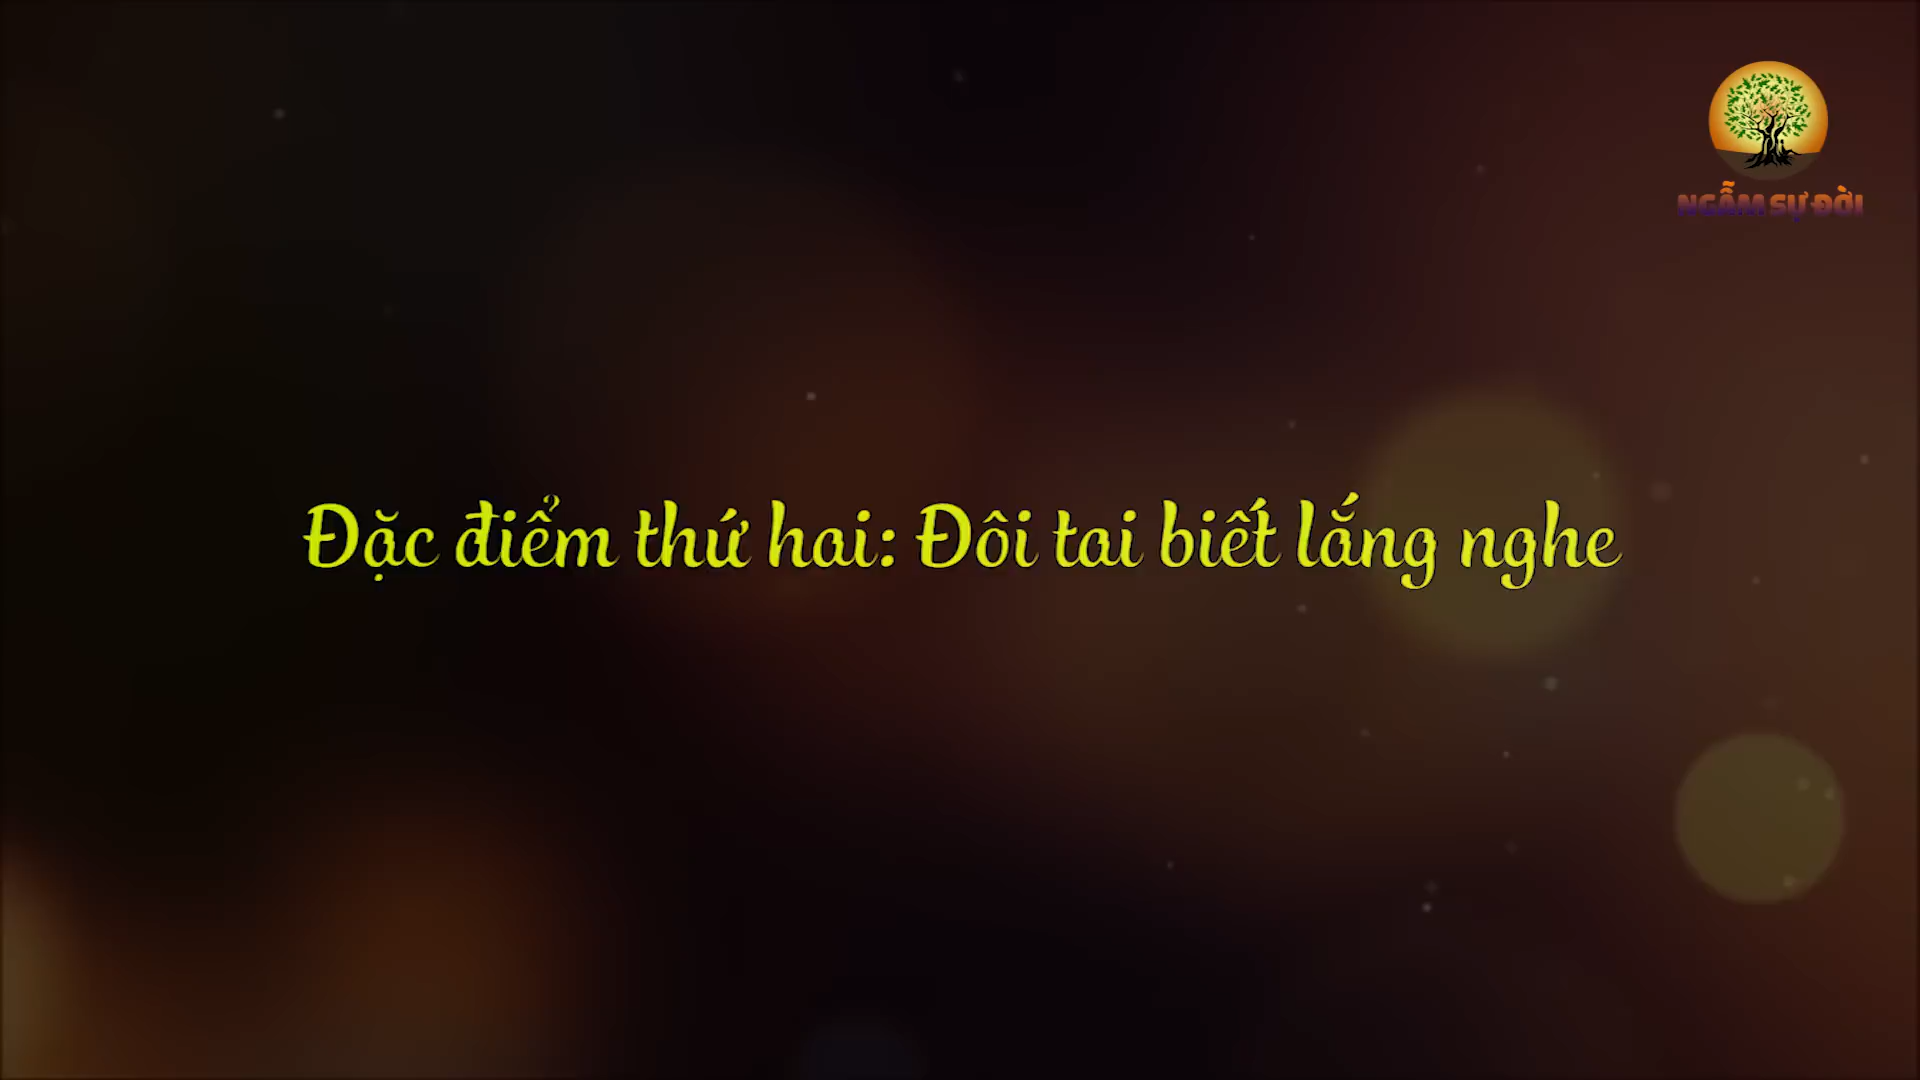 NGẪM SỰ ĐỜI
Đặc điểm thứ hai: Đôi tai biết lắng nghe